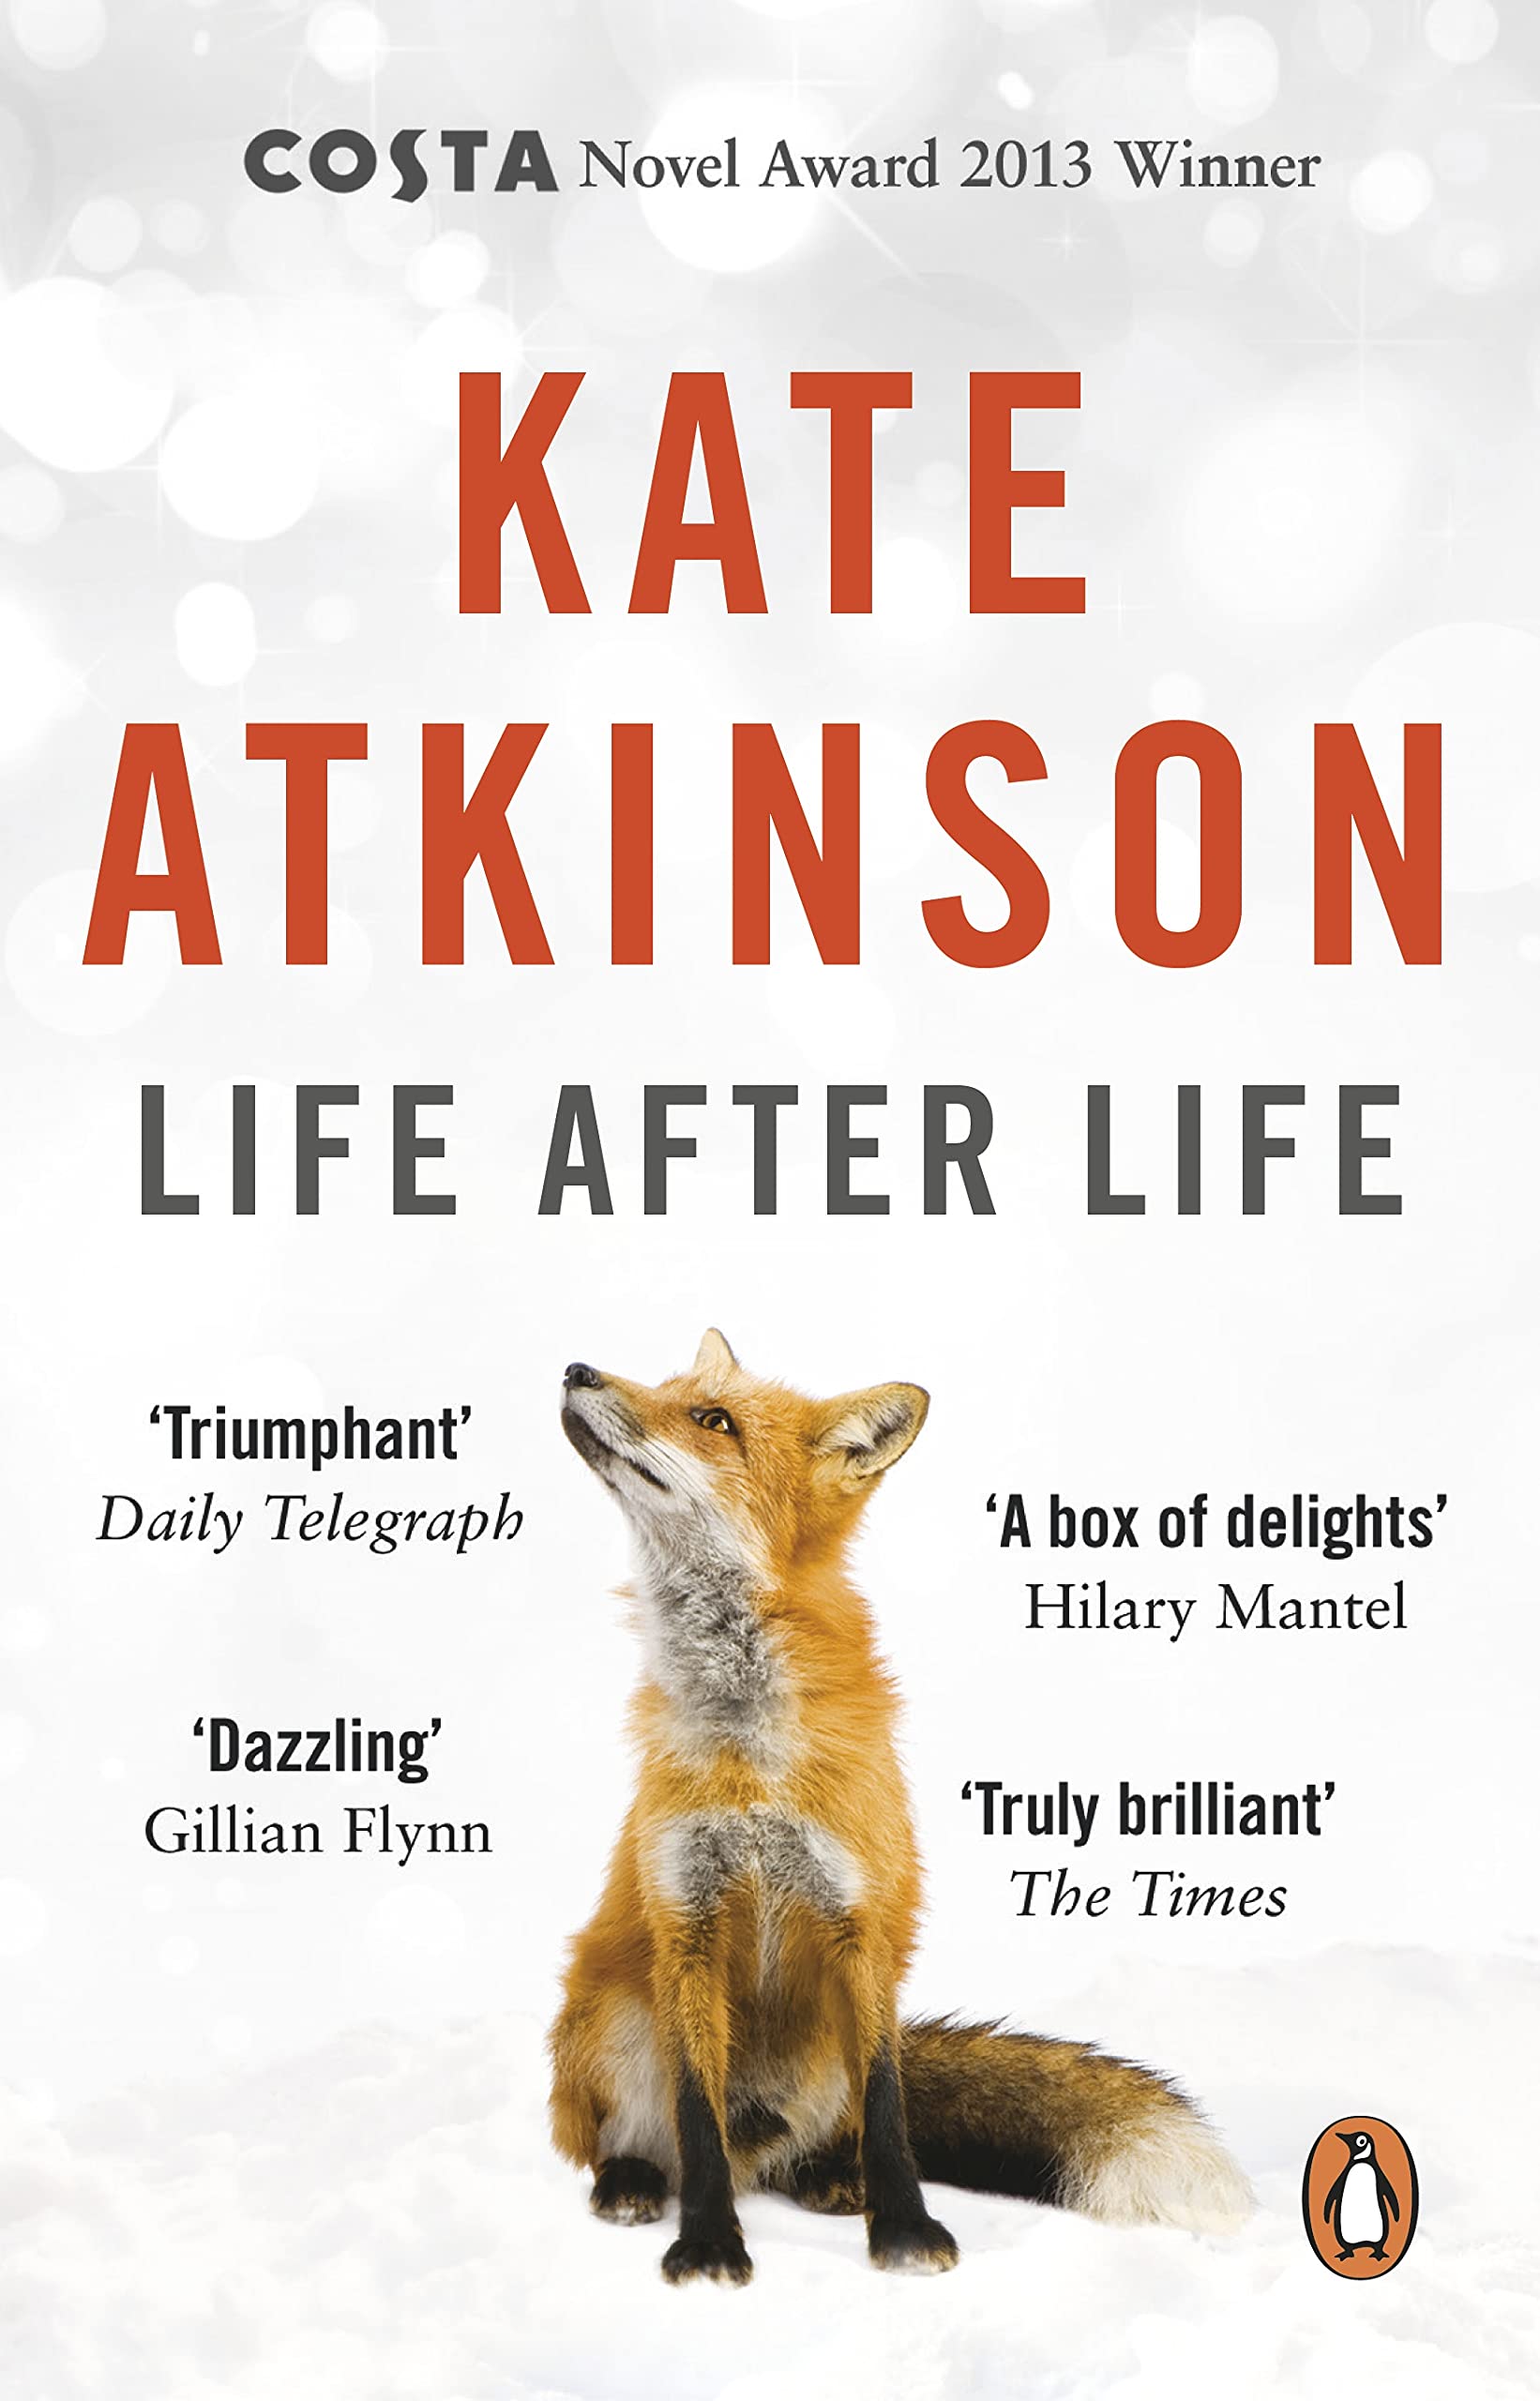 COSTA Novel Award 2013 Winner
KATE
ATKINSON
LIFE AFTER LIFE
‘Triumphant’
Daily Telegraph
‘A box of delights’
Hilary Mantel
‘Dazzling’
Gillian Flynn
‘Truly brilliant’
The Times